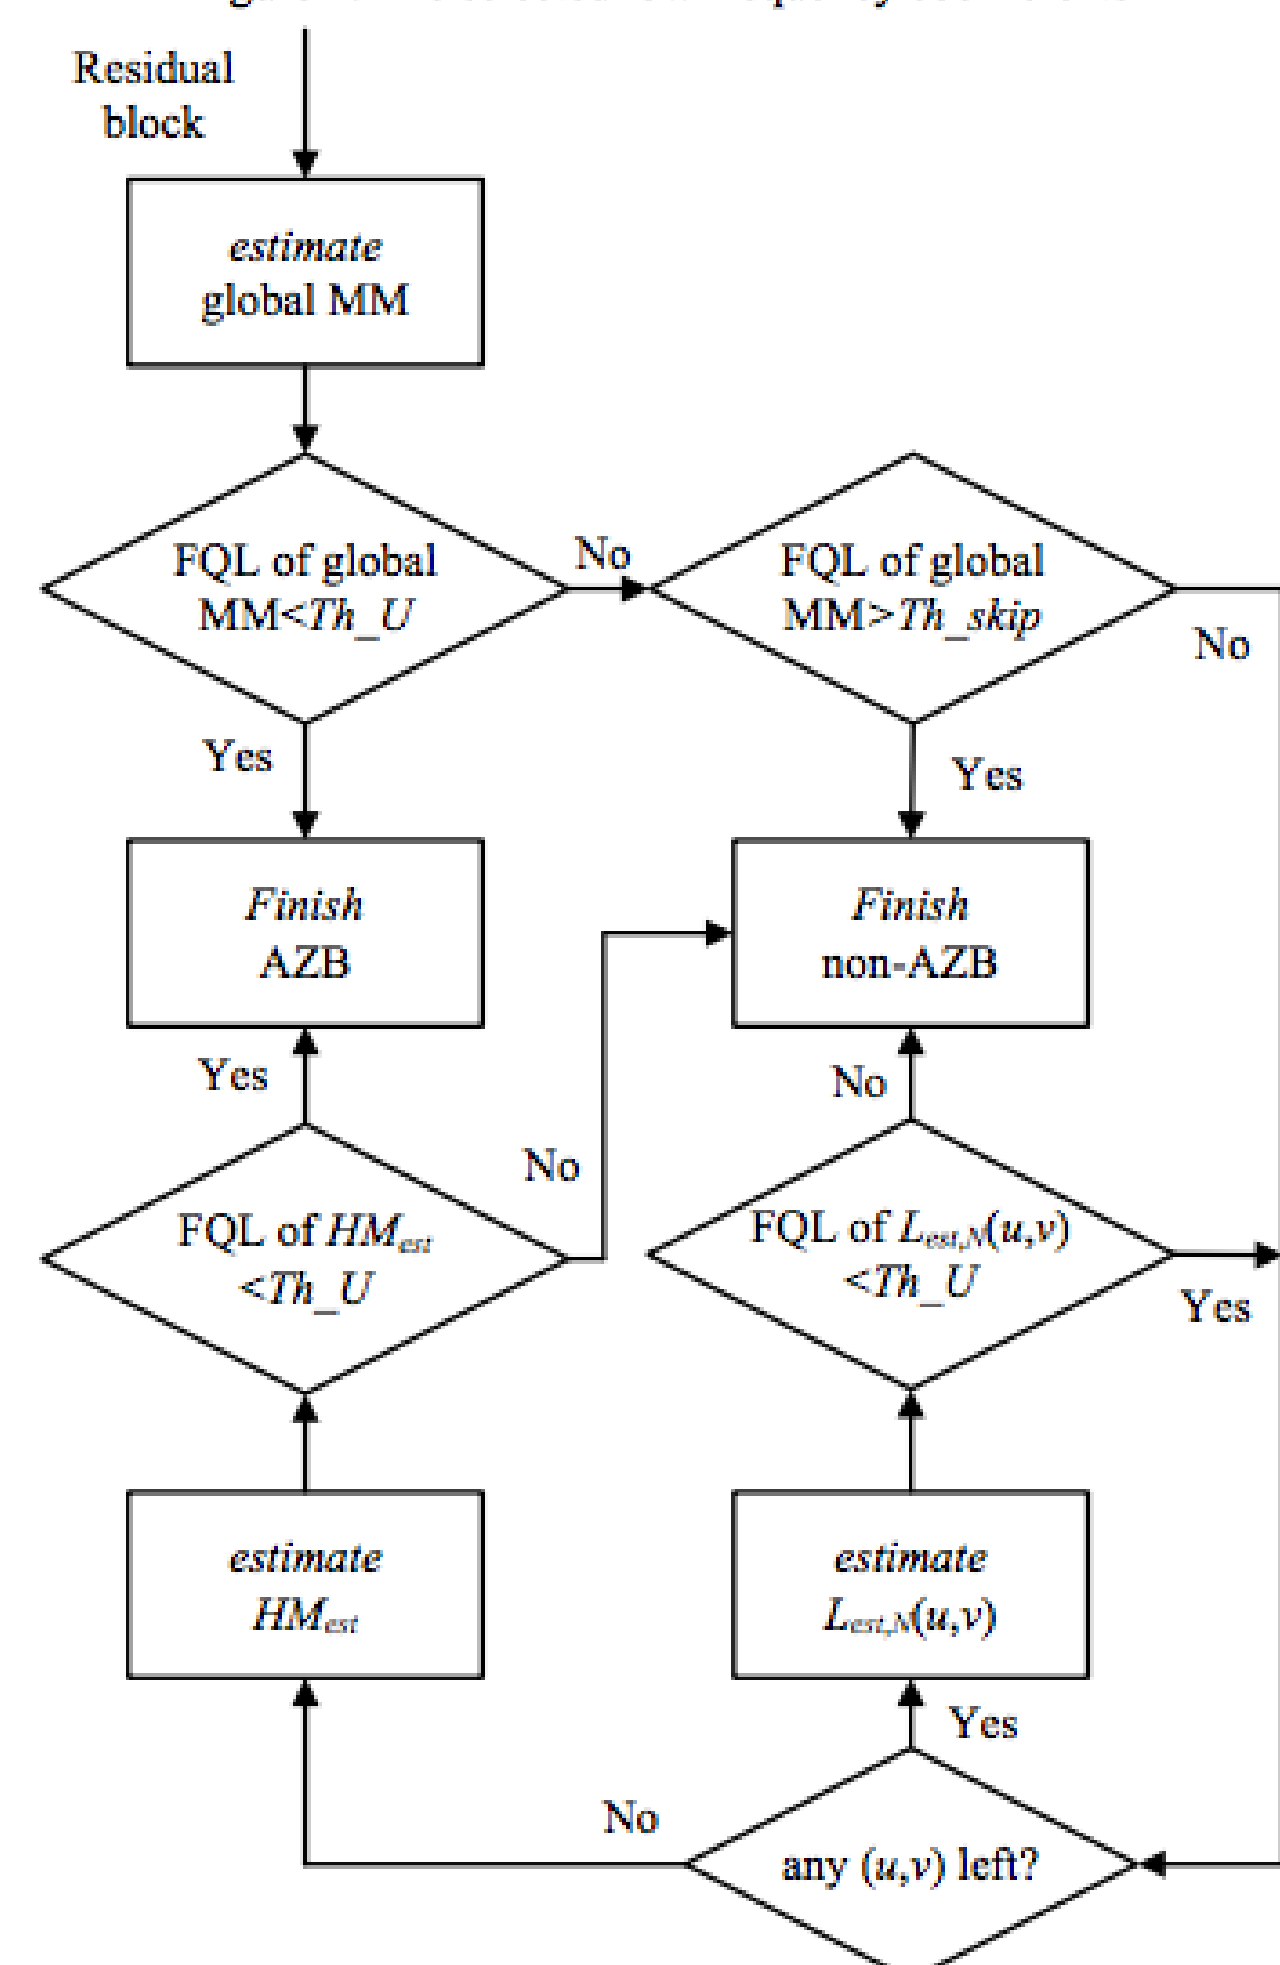 Residual
block
estimate
global MM
FQL of global
MM<Th_U
No
FQL of global
MM>Th_skip
No
Yes
Yes
Finish
AZB
Finish
non-AZB
Yes
No
No
FQL of HMest
<Th_U
FQL of Lest,N(u,v)
<Th_U
Yes
estimate
HMest
estimate
Lest,N(u,v)
Yes
No
any (u,v) left?